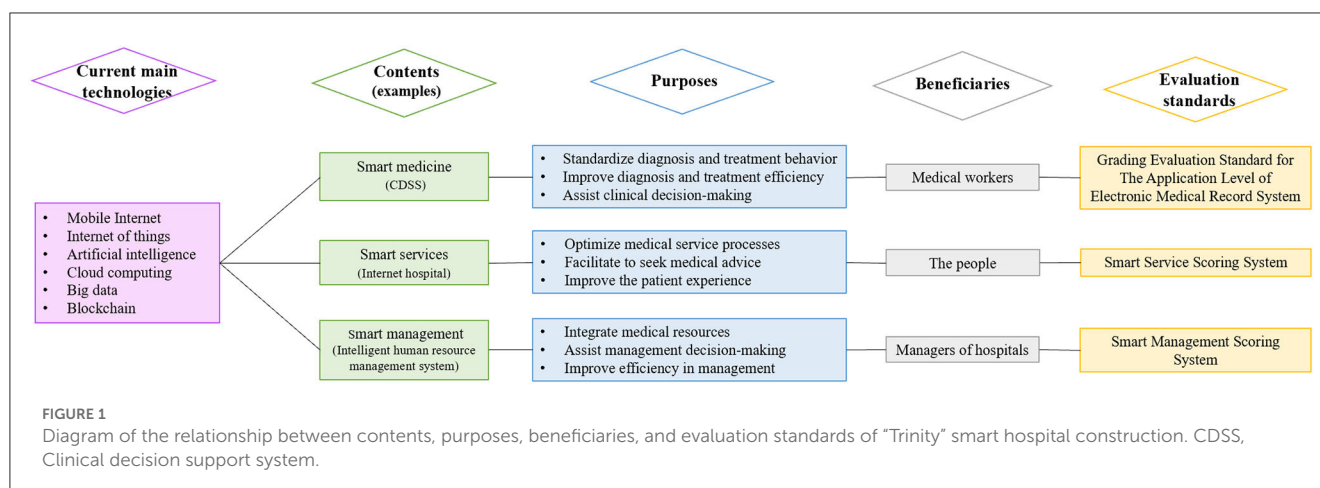 Current main
technologies
Contents
(examples)
Purposes
Beneficiaries
Evaluation
standards
• Mobile Internet
• Internet of things
• Artificial intelligence
• Cloud computing
• Big data
• Blockchain
Smart medicine
(CDSS)
• Standardize diagnosis and treatment behavior
• Improve diagnosis and treatment efficiency
• Assist clinical decision-making
Medical workers
Grading Evaluation Standard for
The Application Level of
Electronic Medical Record System
Smart services
(Internet hospital)
• Optimize medical service processes
• Facilitate to seek medical advice
• Improve the patient experience
The people
Smart Service Scoring System
Smart management
(Intelligent human resource
management system)
• Integrate medical resources
• Assist management decision-making
• Improve efficiency in management
Managers of hospitals
Smart Management Scoring
System
FIGURE 1
Diagram of the relationship between contents, purposes, beneficiaries, and evaluation standards of "Trinity" smart hospital construction. CDSS,
Clinical decision support system.